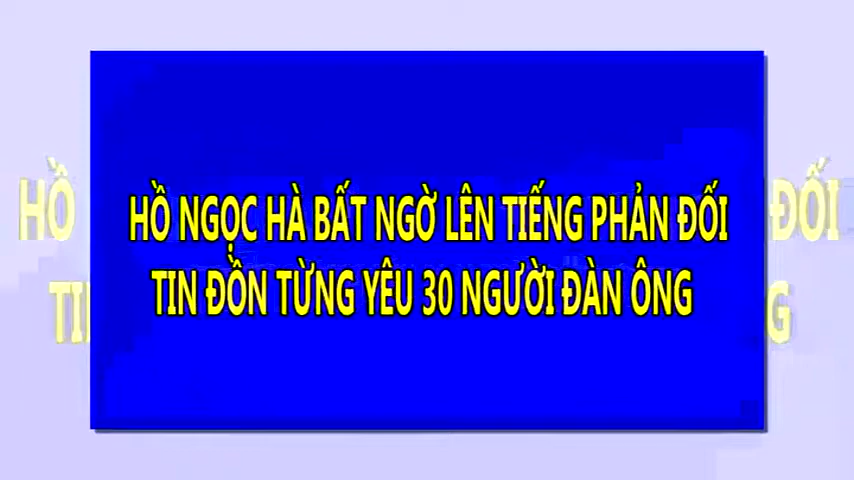 HỒ NGỌC HÀ BẤT NGỜ LÊN TIẾNG PHẢN ĐỐI
TIN ĐỒN TỪNG YÊU 30 NGƯỜI ĐÀN ÔNG